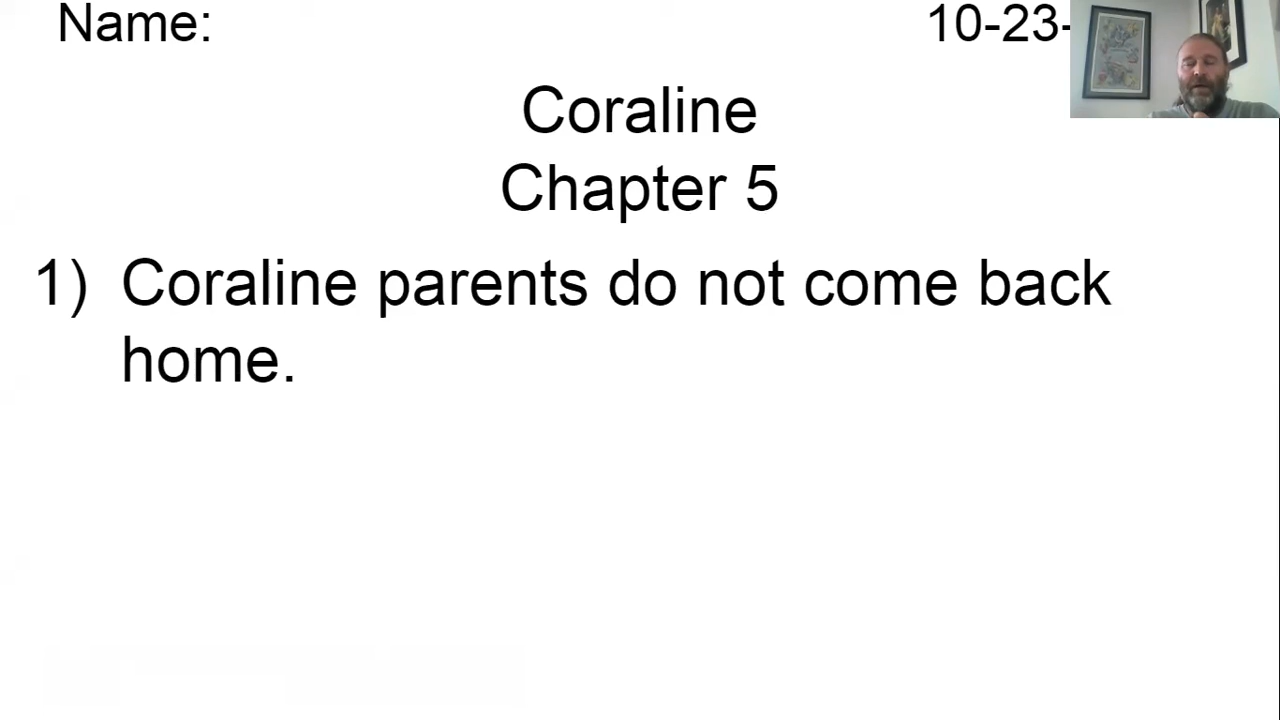 Name: 10-23-
Coraline
Chapter 5
1) Coraline parents do not come back
home.